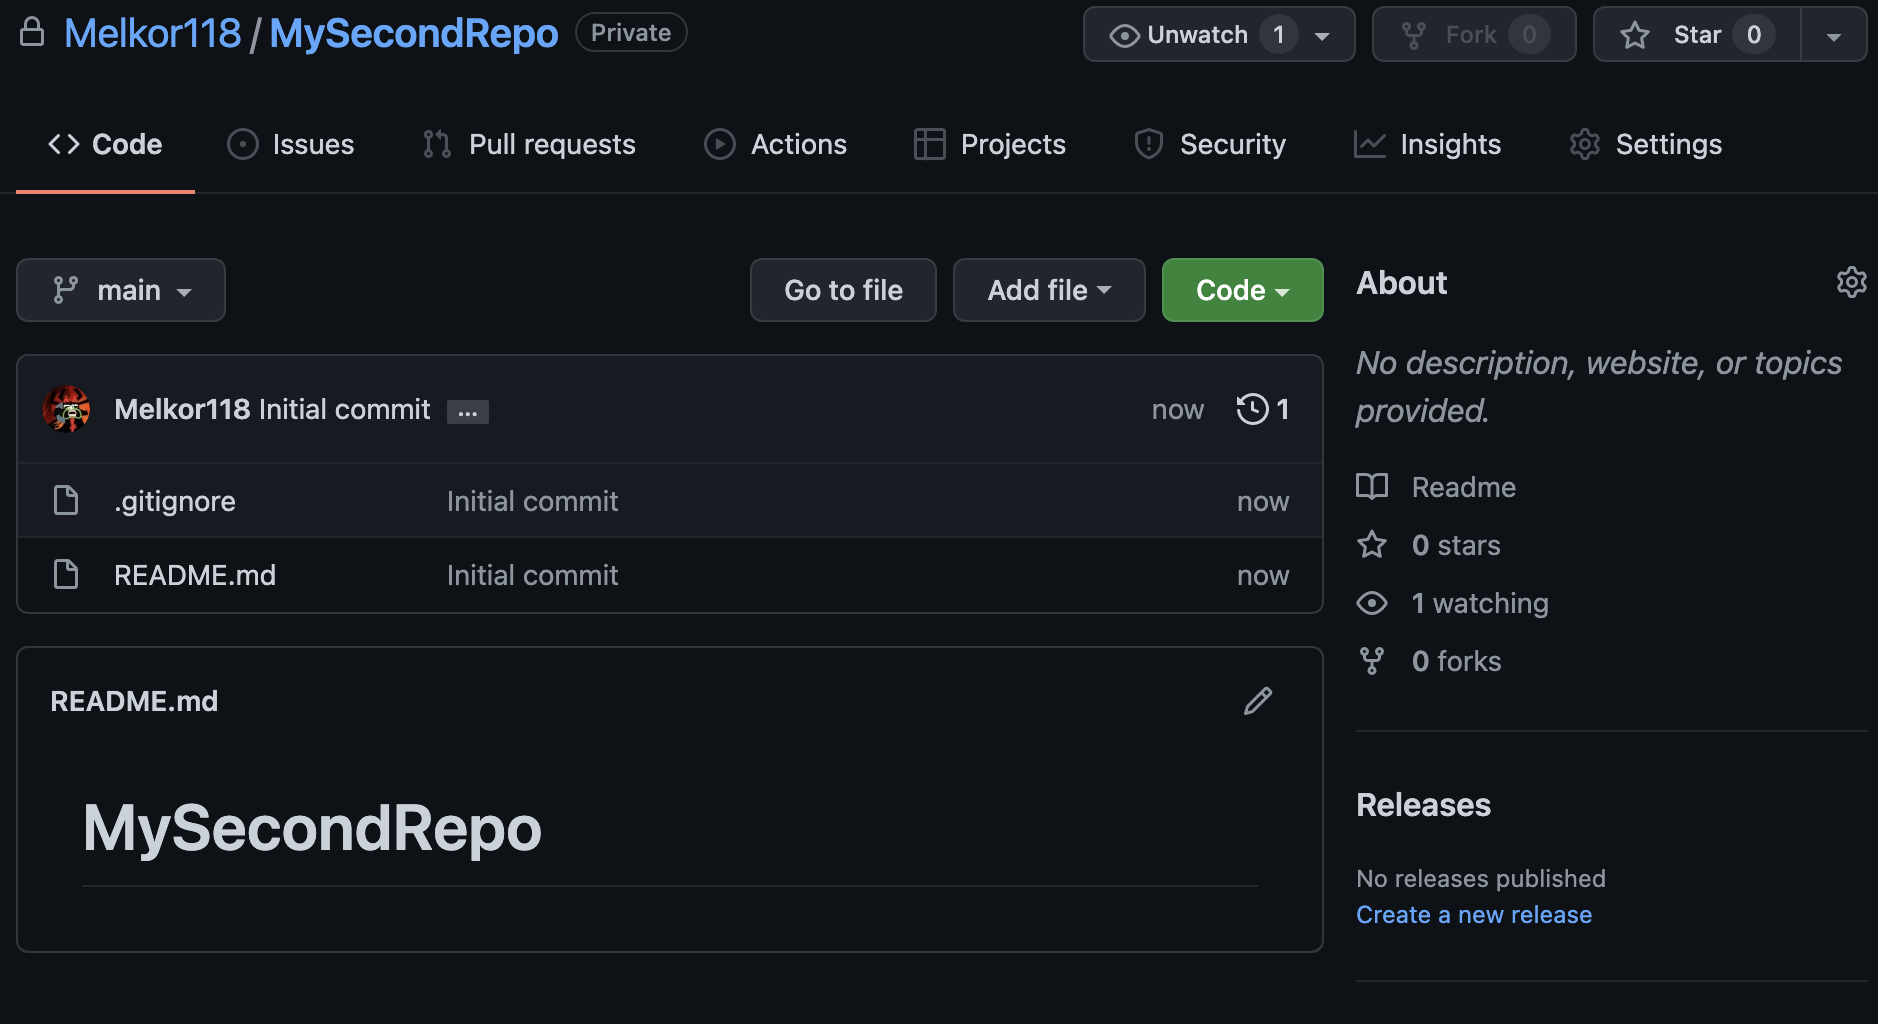 Melkor118 / MySecondRepo Private Unwatch 1 Fork 0 Star 0
Code Issues Pull requests Actions Projects Security Insights Settings
main Go to file Add file Code
Melkor118 Initial commit ... now 1
.gitignore Initial commit now
README.md Initial commit now
README.md
MySecondRepo
About
No description, website, or topics
provided.
Readme
0 stars
1 watching
0 forks
Releases
No releases published
Create a new release